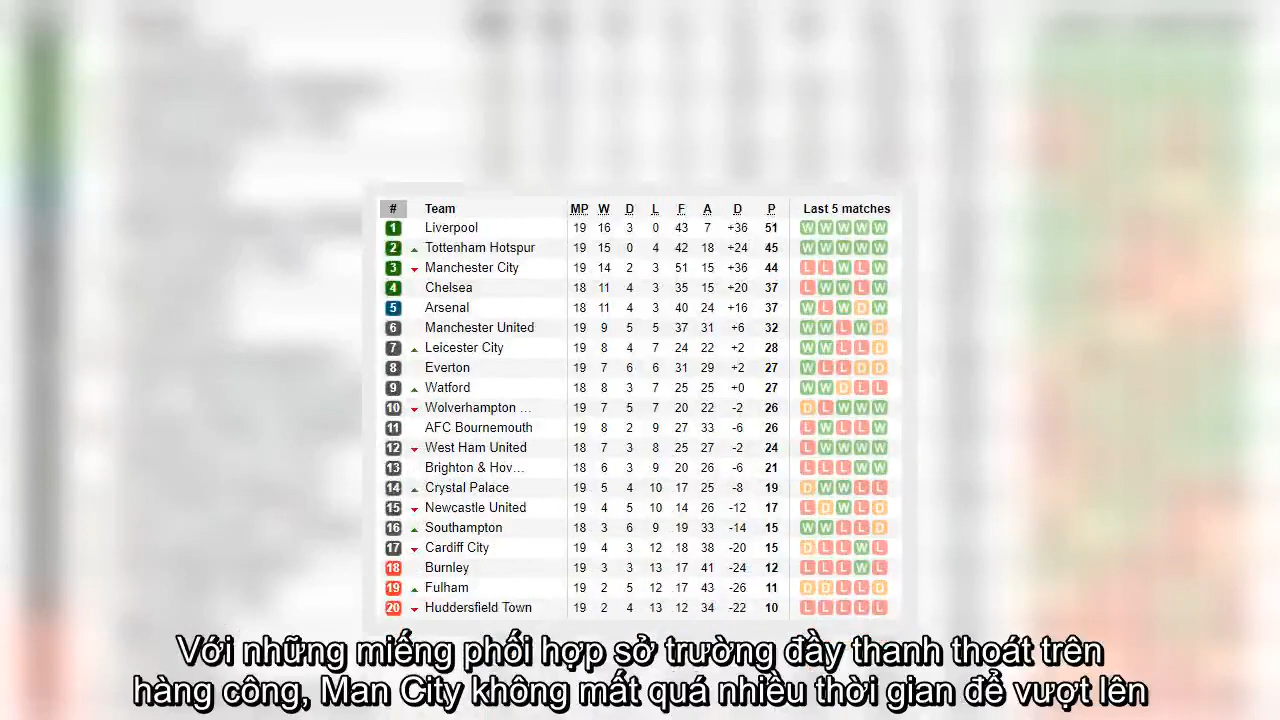 # Team MP W D L F A D P Last 5 matches
1 Liverpool 19 16 3 0 43 7 +36 51 W W W W W
2 Tottenham Hotspur 19 15 0 4 42 18 +24 45 W W W W W
3 Manchester City 19 14 2 3 51 15 +36 44 L L W L W
4 Chelsea 18 11 4 3 35 15 +20 37 L W W L W
5 Arsenal 18 11 4 3 40 24 +16 37 W L W D W
6 Manchester United 19 9 5 5 37 31 +6 32 W W L W D
7 Leicester City 19 8 4 7 24 22 +2 28 W W L L D
8 Everton 19 7 6 6 31 29 +2 27 W L L D D
9 Watford 18 8 3 7 25 25 +0 27 W W D L L
10 Wolverhampton ... 19 7 5 7 20 22 -2 26 D L W W W
11 AFC Bournemouth 19 8 2 9 27 33 -6 26 L W L L W
12 West Ham United 18 7 3 8 25 27 -2 24 L W W W W
13 Brighton & Hov... 18 6 3 9 20 26 -6 21 L L L W W
14 Crystal Palace 19 5 4 10 17 25 -8 19 D W W L L
15 Newcastle United 19 4 5 10 14 26 -12 17 L D W L D
16 Southampton 18 3 6 9 19 33 -14 15 W W L L D
17 Cardiff City 19 4 3 12 18 38 -20 15 D L L W L
18 Burnley 19 3 3 13 17 41 -24 12 L L L W L
19 Fulham 19 2 5 12 17 43 -26 11 D D L L D
20 Huddersfield Town 19 2 4 13 12 34 -22 10 L L L L L
Với những miếng phối hợp sở trường đầy thanh thoát trên
hàng công, Man City không mất quá nhiều thời gian để vượt lên